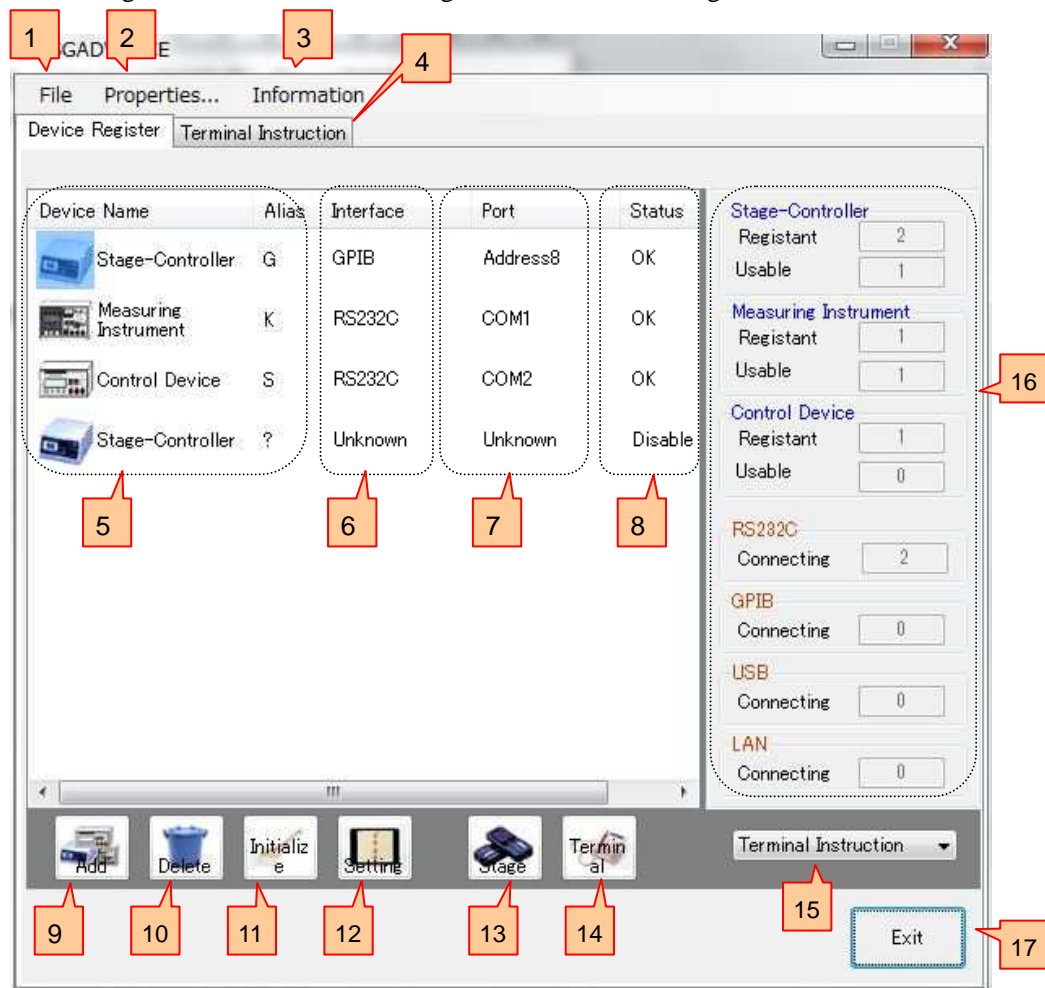 1 2 3 4
File Properties... Information
Device Register Terminal Instruction
Device Name Alias Interface Port Status
Stage-Controller G GPIB Address8 OK
Measuring
Instrument K RS232C COM1 OK
Control Device S RS232C COM2 OK
Stage-Controller ? Unknown Unknown Disable
5 6 7 8
Stage-Controller
Registant 2
Usable 1
Measuring Instrument
Registant 1
Usable 1
Control Device
Registant 1
Usable 0
RS232C
Connecting 2
GPIB
Connecting 0
USB
Connecting 0
LAN
Connecting 0
16
Add Delete Initializ
e Setting Stage Termin
al Terminal Instruction
9 10 11 12 13 14 15
Exit
17